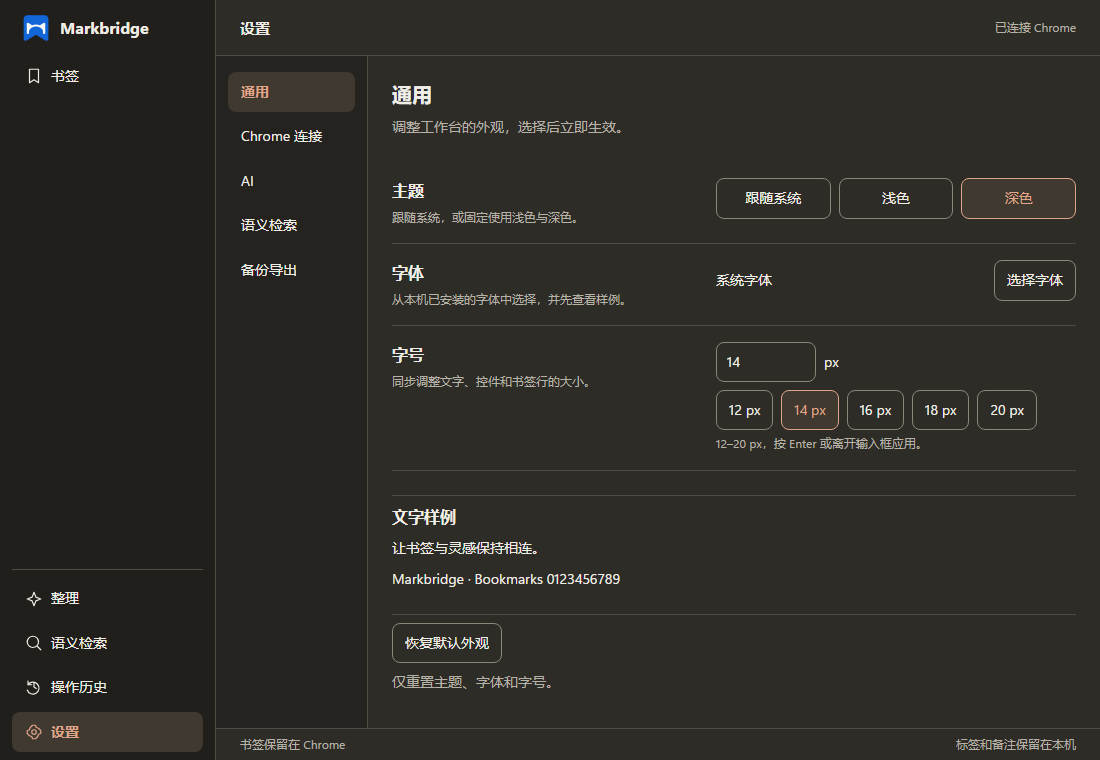 Markbridge
书签
整理
语义检索
操作历史
设置
设置
已连接 Chrome
通用
Chrome 连接
AI
语义检索
备份导出
通用
调整工作台的外观，选择后立即生效。
主题
跟随系统，或固定使用浅色与深色。
跟随系统 浅色 深色
字体
从本机已安装的字体中选择，并先查看样例。
系统字体
选择字体
字号
同步调整文字、控件和书签行的大小。
14 px
12 px 14 px 16 px 18 px 20 px
12–20 px，按 Enter 或离开输入框应用。
文字样例
让书签与灵感保持相连。
Markbridge · Bookmarks 0123456789
恢复默认外观
仅重置主题、字体和字号。
书签保留在 Chrome
标签和备注保留在本机